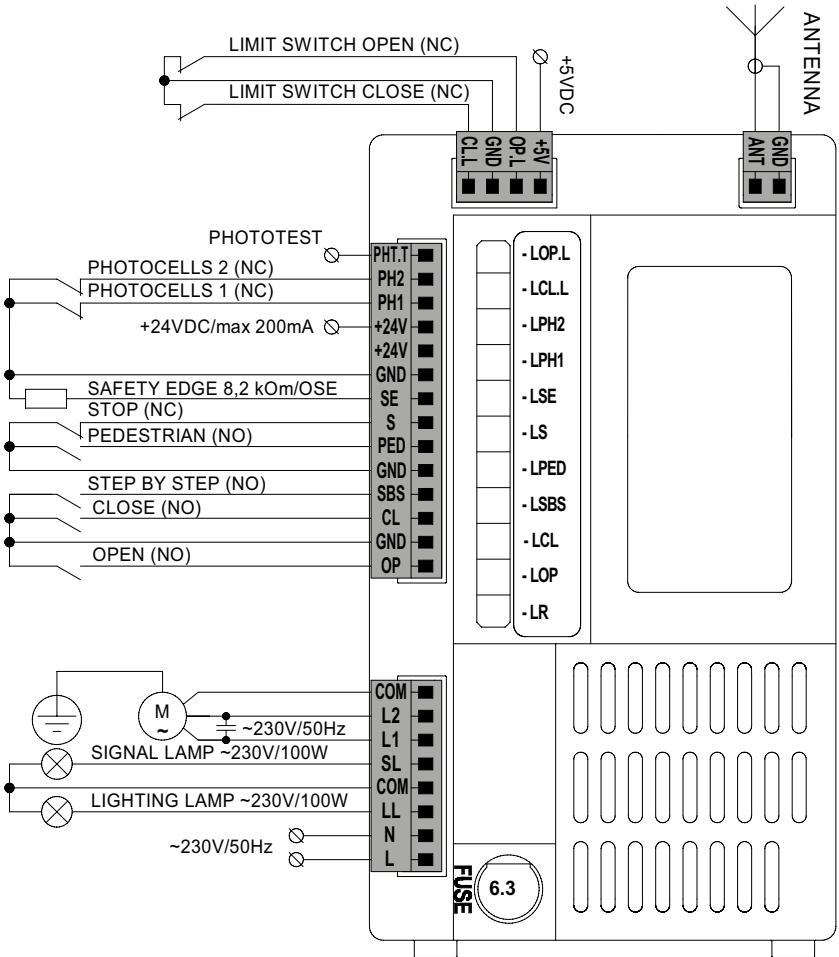 LIMIT SWITCH OPEN (NC)
LIMIT SWITCH CLOSE (NC)
+5VDC
ANTENNA
CL.L
GND
OP.L
+5V
ANT
GND
PHOTOTEST
PHOTOCELLS 2 (NC)
PHOTOCELLS 1 (NC)
+24VDC/max 200mA
SAFETY EDGE 8,2 kOm/OSE
STOP (NC)
PEDESTRIAN (NO)
STEP BY STEP (NO)
CLOSE (NO)
OPEN (NO)
PHT.T
PH2
PH1
+24V
+24V
GND
SE
S
PED
GND
SBS
CL
GND
OP
- LOP.L
- LCL.L
- LPH2
- LPH1
- LSE
- LS
- LPED
- LSBS
- LCL
- LOP
- LR
M
~
~230V/50Hz
SIGNAL LAMP ~230V/100W
LIGHTING LAMP ~230V/100W
~230V/50Hz
COM
L2
L1
SL
COM
LL
N
L
FUSE
6.3